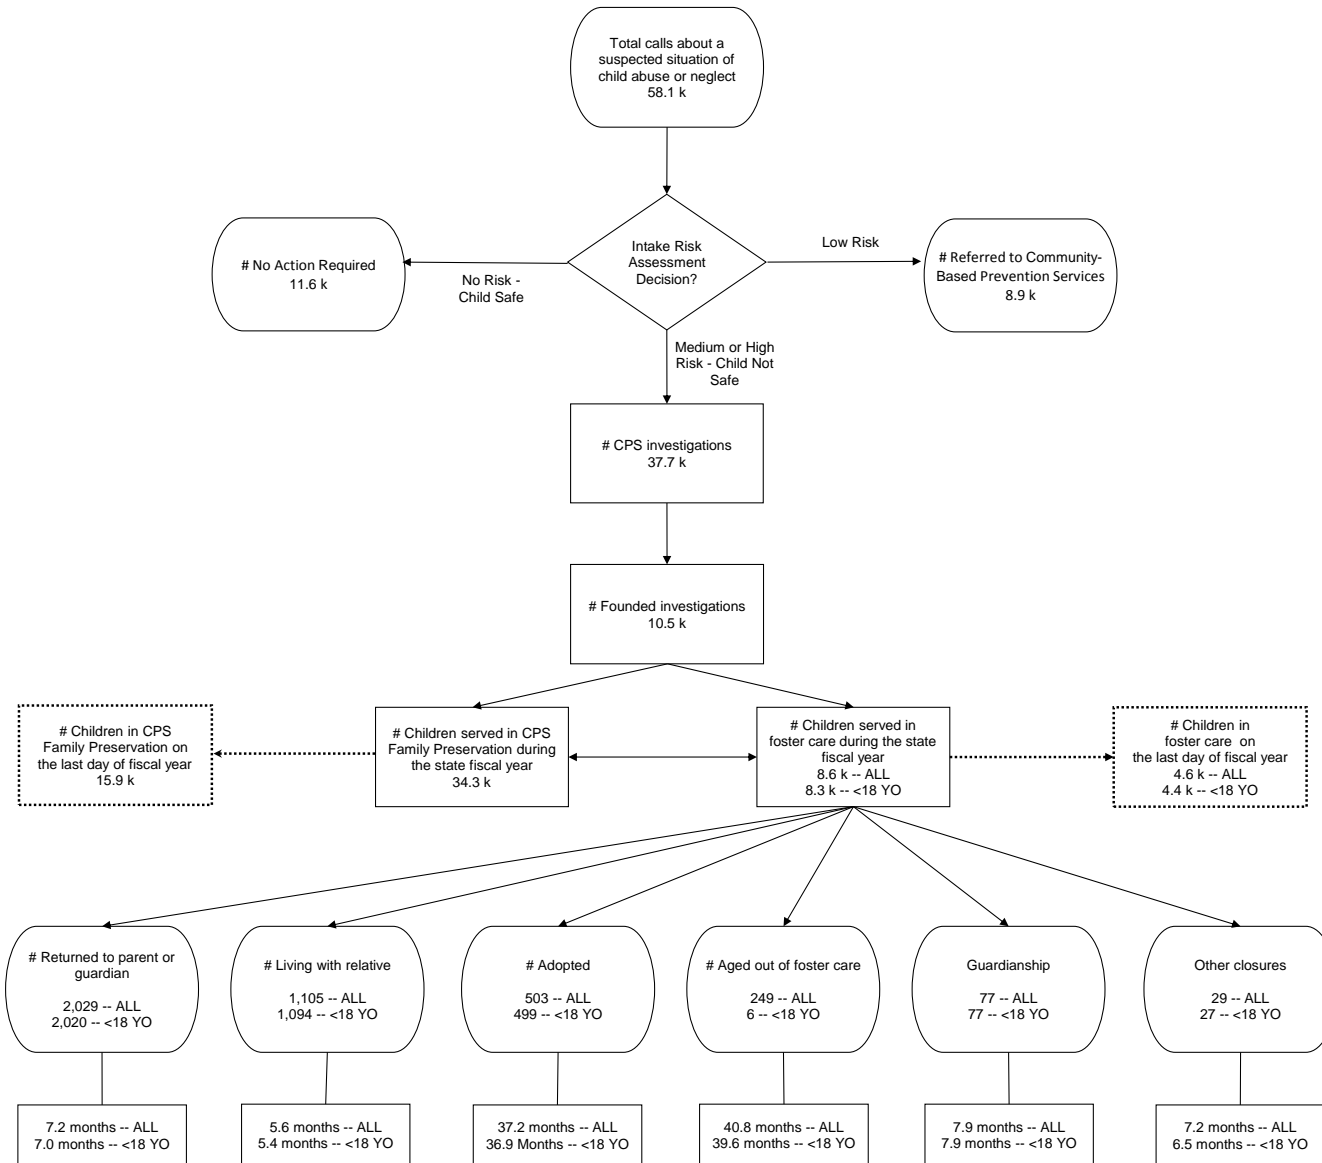 Total calls about a
suspected situation of
child abuse or neglect
58.1 k
Intake Risk
Assessment
Decision?
# No Action Required
11.6 k
No Risk -
Child Safe
Low Risk
# Referred to Community-
Based Prevention Services
8.9 k
Medium or High
Risk - Child Not
Safe
# CPS investigations
37.7 k
# Founded investigations
10.5 k
# Children in CPS
Family Preservation on
the last day of fiscal year
15.9 k
# Children served in CPS
Family Preservation during
the state fiscal year
34.3 k
# Children served in
foster care during the state
fiscal year
8.6 k -- ALL
8.3 k -- <18 YO
# Children in
foster care  on
the last day of fiscal year
4.6 k -- ALL
4.4 k -- <18 YO
# Returned to parent or
guardian
2,029 -- ALL
2,020 -- <18 YO
# Living with relative
1,105 -- ALL
1,094 -- <18 YO
# Adopted
503 -- ALL
499 -- <18 YO
# Aged out of foster care
249 -- ALL
6 -- <18 YO
Guardianship
77 -- ALL
77 -- <18 YO
Other closures
29 -- ALL
27 -- <18 YO
7.2 months -- ALL
7.0 months -- <18 YO
5.6 months -- ALL
5.4 months -- <18 YO
37.2 months -- ALL
36.9 Months -- <18 YO
40.8 months -- ALL
39.6 months -- <18 YO
7.9 months -- ALL
7.9 months -- <18 YO
7.2 months -- ALL
6.5 months -- <18 YO